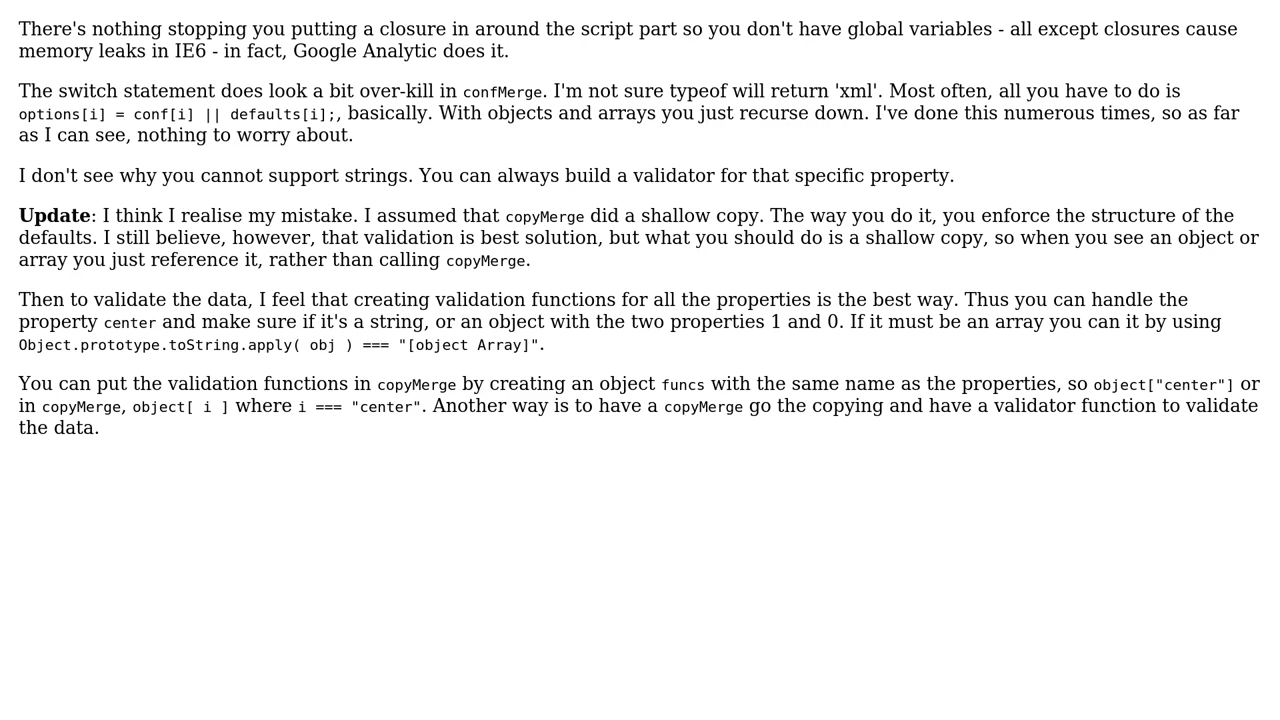 There's nothing stopping you putting a closure in around the script part so you don't have global variables - all except closures cause
memory leaks in IE6 - in fact, Google Analytic does it.
The switch statement does look a bit over-kill in confMerge. I'm not sure typeof will return 'xml'. Most often, all you have to do is
options[i] = conf[i] || defaults[i];, basically. With objects and arrays you just recurse down. I've done this numerous times, so as far
as I can see, nothing to worry about.
I don't see why you cannot support strings. You can always build a validator for that specific property.
Update: I think I realise my mistake. I assumed that copyMerge did a shallow copy. The way you do it, you enforce the structure of the
defaults. I still believe, however, that validation is best solution, but what you should do is a shallow copy, so when you see an object or
array you just reference it, rather than calling copyMerge.
Then to validate the data, I feel that creating validation functions for all the properties is the best way. Thus you can handle the
property center and make sure if it's a string, or an object with the two properties 1 and 0. If it must be an array you can it by using
Object.prototype.toString.apply( obj ) === "[object Array]".
You can put the validation functions in copyMerge by creating an object funcs with the same name as the properties, so object["center"] or
in copyMerge, object[ i ] where i === "center". Another way is to have a copyMerge go the copying and have a validator function to validate
the data.